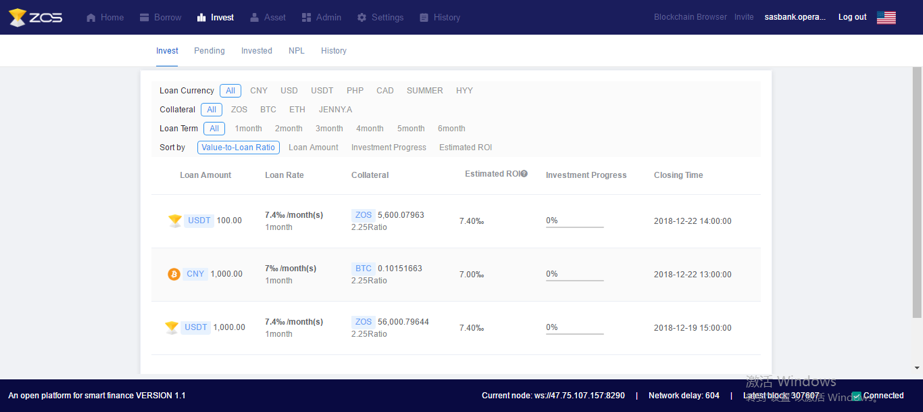 ZOS Home Borrow Invest Asset Admin Settings History Blockchain Browser Invite sasbank.opera... Log out
Invest Pending Invested NPL History
Loan Currency All CNY USD USDT PHP CAD SUMMER HYY
Collateral All ZOS BTC ETH JENNY.A
Loan Term All 1month 2month 3month 4month 5month 6month
Sort by Value-to-Loan Ratio Loan Amount Investment Progress Estimated ROI
Loan Amount Loan Rate Collateral Estimated ROI Investment Progress Closing Time
USDT 100.00 7.4‰ /month(s) ZOS 5,600.07963 7.40‰ 0% 2018-12-22 14:00:00
1month 2.25Ratio
CNY 1,000.00 7‰ /month(s) BTC 0.10151663 7.00‰ 0% 2018-12-22 13:00:00
1month 2.25Ratio
USDT 1,000.00 7.4‰ /month(s) ZOS 56,000.79644 7.40‰ 0% 2018-12-19 15:00:00
1month 2.25Ratio
激活 Windows
An open platform for smart finance VERSION 1.1 Current node: ws://47.75.107.157:8290 | Network delay: 604 | Latest block: 307607 Connected
转到"设置"以激活 Windows。